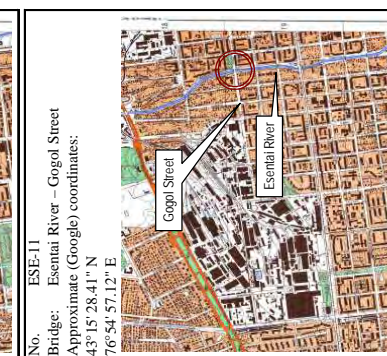 No. ESE-11
Bridge: Esentai River – Gogol Street
Approximate (Google) coordinates:
43°15' 28.41" N
76°54' 57.12" E
Gogol Street
Esentai River